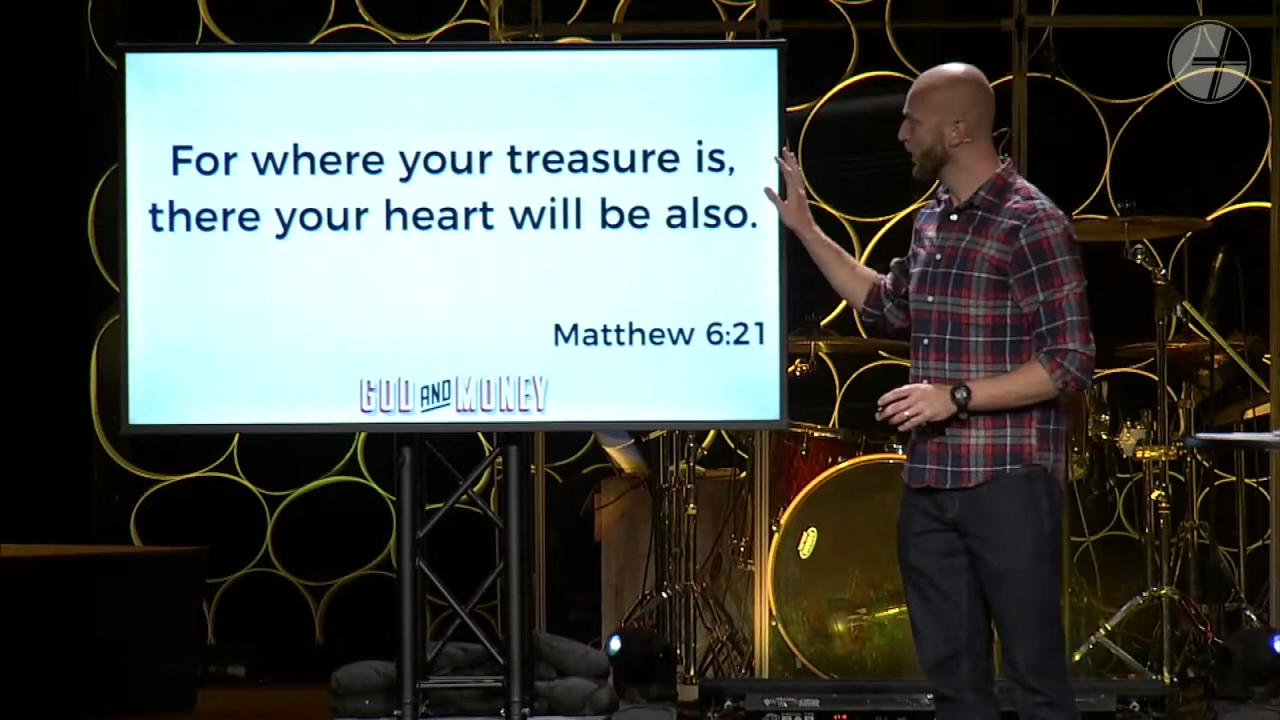 For where your treasure is,
there your heart will be also.
Matthew 6:21
GOD AND MONEY